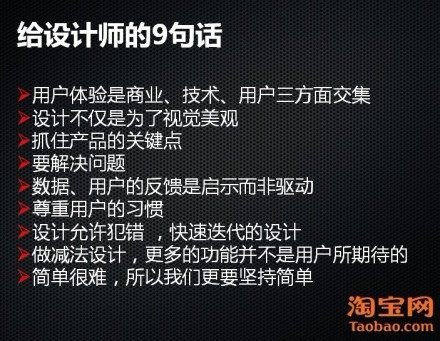 给设计师的9句话
用户体验是商业、技术、用户三方面交集
设计不仅是为了视觉美观
抓住产品的关键点
要解决问题
数据、用户的反馈是启示而非驱动
尊重用户的习惯
设计允许犯错 ，快速迭代的设计
做减法设计，更多的功能并不是用户所期待的
简单很难，所以我们更要坚持简单
淘宝网
Taobao.com